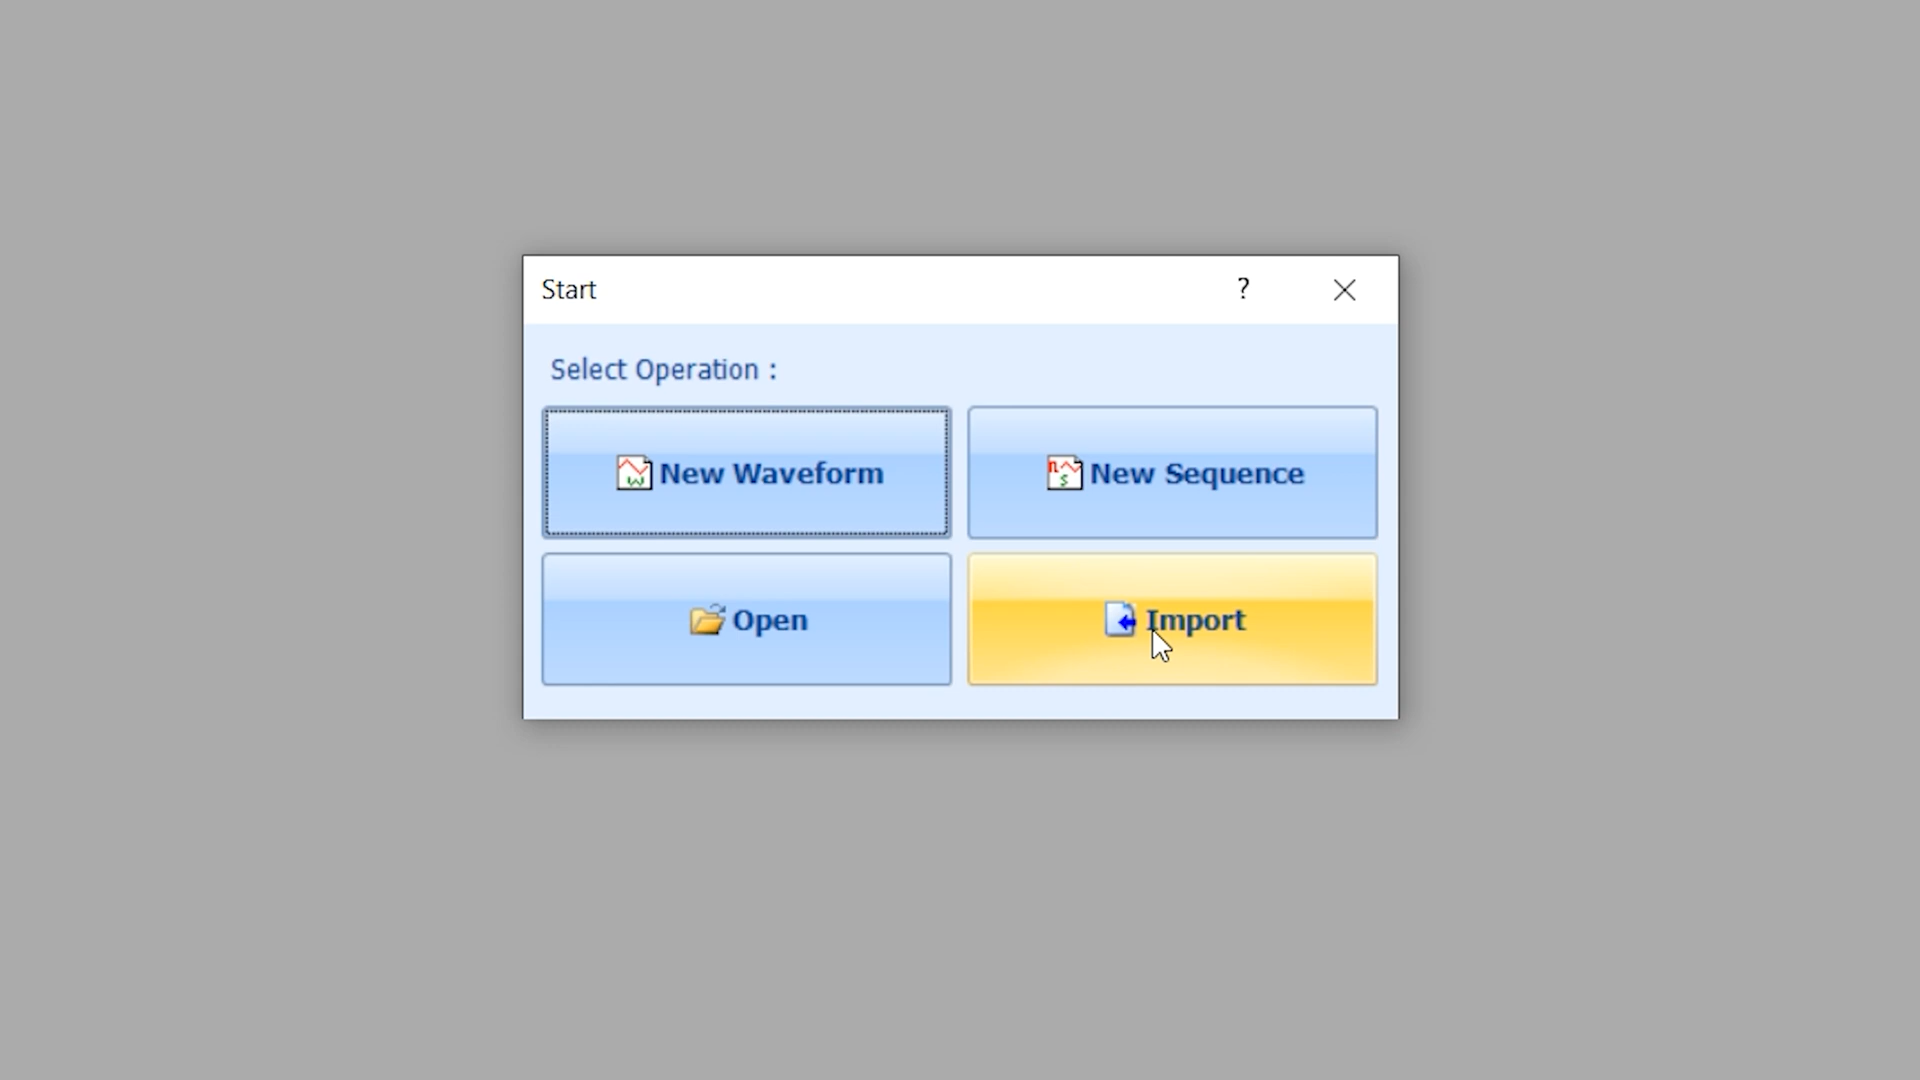 Start
?
Select Operation :
New Waveform
New Sequence
Open
Import